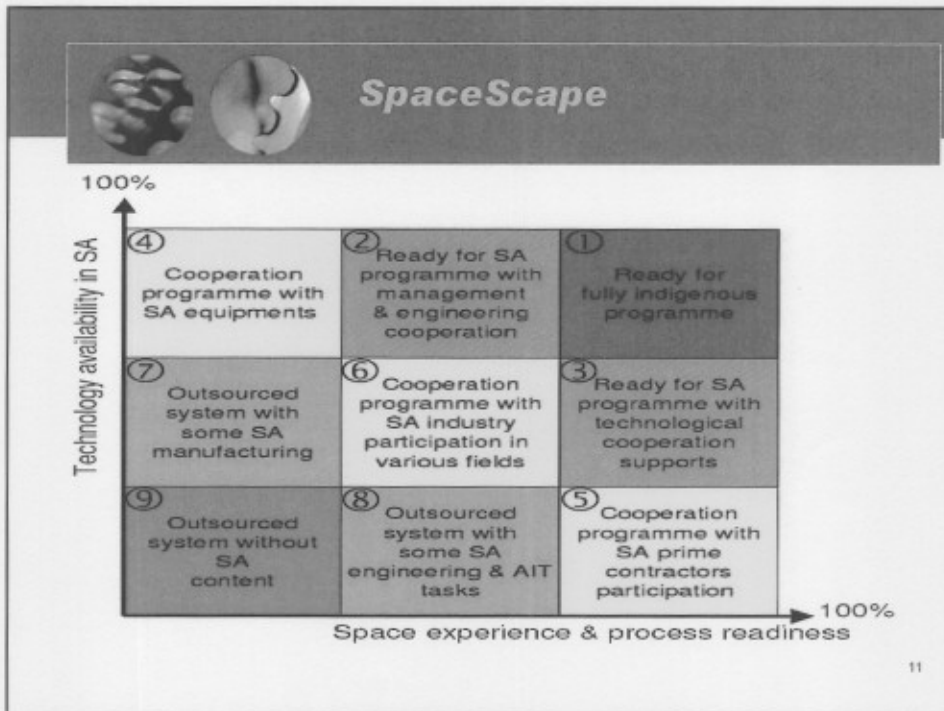 SpaceScape
100%
Technology availability in SA
④
Cooperation
programme with
SA equipments
②
Ready for SA
programme with
management
& engineering
cooperation
①
Ready for
fully indigenous
programme
⑦
Outsourced
system with
some SA
manufacturing
⑥
Cooperation
programme with
SA industry
participation in
various fields
③
Ready for SA
programme with
technological
cooperation
supports
⑨
Outsourced
system without
SA
content
⑧
Outsourced
system with
some SA
engineering & AIT
tasks
⑤
Cooperation
programme with
SA prime
contractors
participation
100%
Space experience & process readiness
11